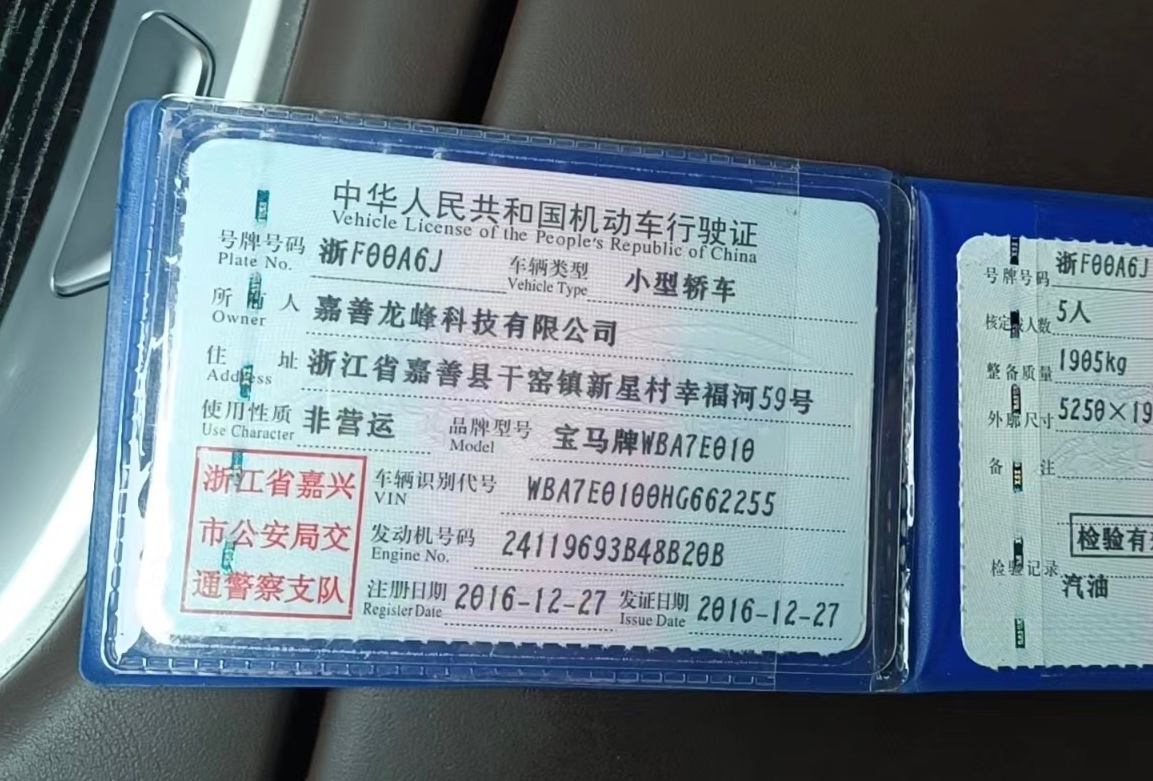 中华人民共和国机动车行驶证
Vehicle License of the People's Republic of China
号牌号码 浙F00A6J 车辆类型 小型轿车
Plate No. Vehicle Type
所有人 嘉善龙峰科技有限公司
Owner
住址 浙江省嘉善县干窑镇新星村幸福河59号
Address
使用性质 非营运 品牌型号 宝马牌WBA7E010
Use Character Model
浙江省嘉兴
市公安局交
通警察支队
车辆识别代号 WBA7E0100HG662255
VIN
发动机号码 24119693B48B20B
Engine No.
注册日期 2016-12-27 发证日期 2016-12-27
Register Date Issue Date
号牌号码 浙F00A6J
核定载人数 5人
整备质量 1905kg
外廓尺寸 5250×19
备注
检验有
检验记录
汽油